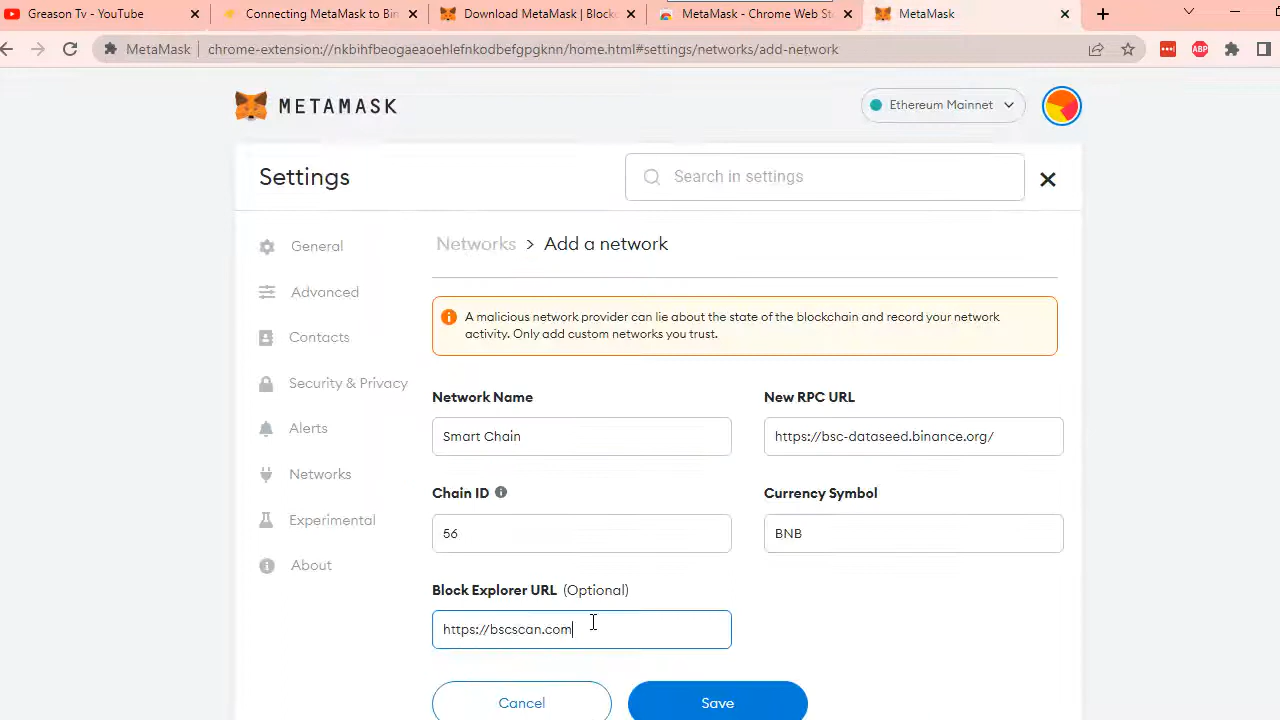 Greason Tv - YouTube
Connecting MetaMask to Bin
Download MetaMask | Blockc
MetaMask - Chrome Web St
MetaMask
MetaMask
chrome-extension://nkbihfbeogaeaoehlefnkodbefgpgknn/home.html#settings/networks/add-network
ABP
METAMASK
Ethereum Mainnet
Settings
Search in settings
General
Advanced
Contacts
Security & Privacy
Alerts
Networks
Experimental
About
Networks > Add a network
A malicious network provider can lie about the state of the blockchain and record your network
activity. Only add custom networks you trust.
Network Name
New RPC URL
Smart Chain
https://bsc-dataseed.binance.org/
Chain ID
Currency Symbol
56
BNB
Block Explorer URL (Optional)
https://bscscan.com
Cancel
Save